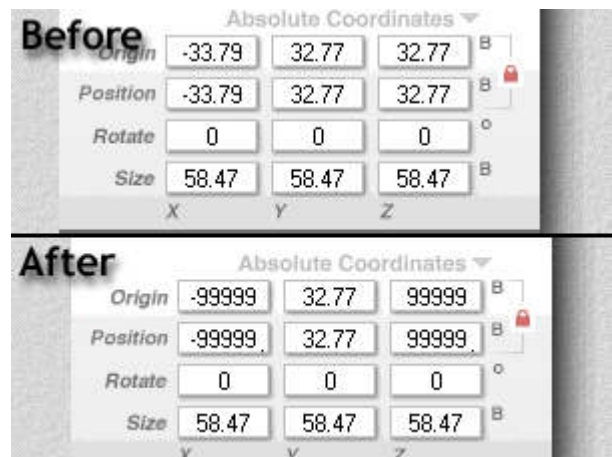 Before
Absolute Coordinates
Origin -33.79 32.77 32.77 B
Position -33.79 32.77 32.77 B
Rotate 0 0 0 o
Size 58.47 58.47 58.47 B
X Y Z
After
Absolute Coordinates
Origin -99999 32.77 99999 B
Position -99999. 32.77 99999. B
Rotate 0 0 0 o
Size 58.47 58.47 58.47 B
X Y Z